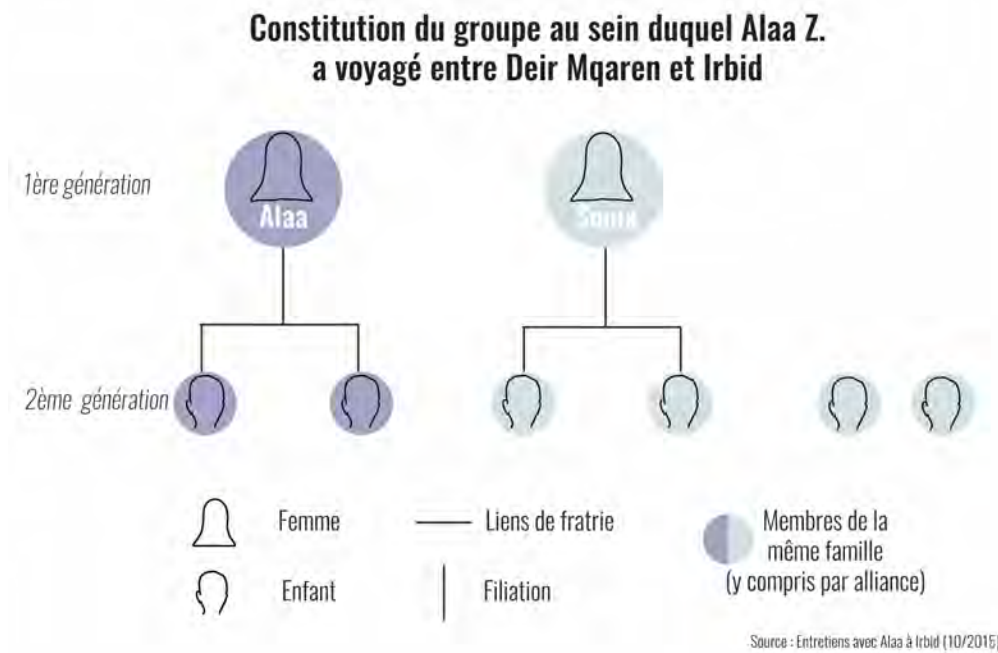 Constitution du groupe au sein duquel Alaa Z.
a voyagé entre Deir Mqaren et Irbid
1ère génération
Alaa
2ème génération
Femme
Liens de fratrie
Membres de la
même famille
(y compris par alliance)
Enfant
Filiation
Source : Entretiens avec Alaa à Irbid (10/2015)